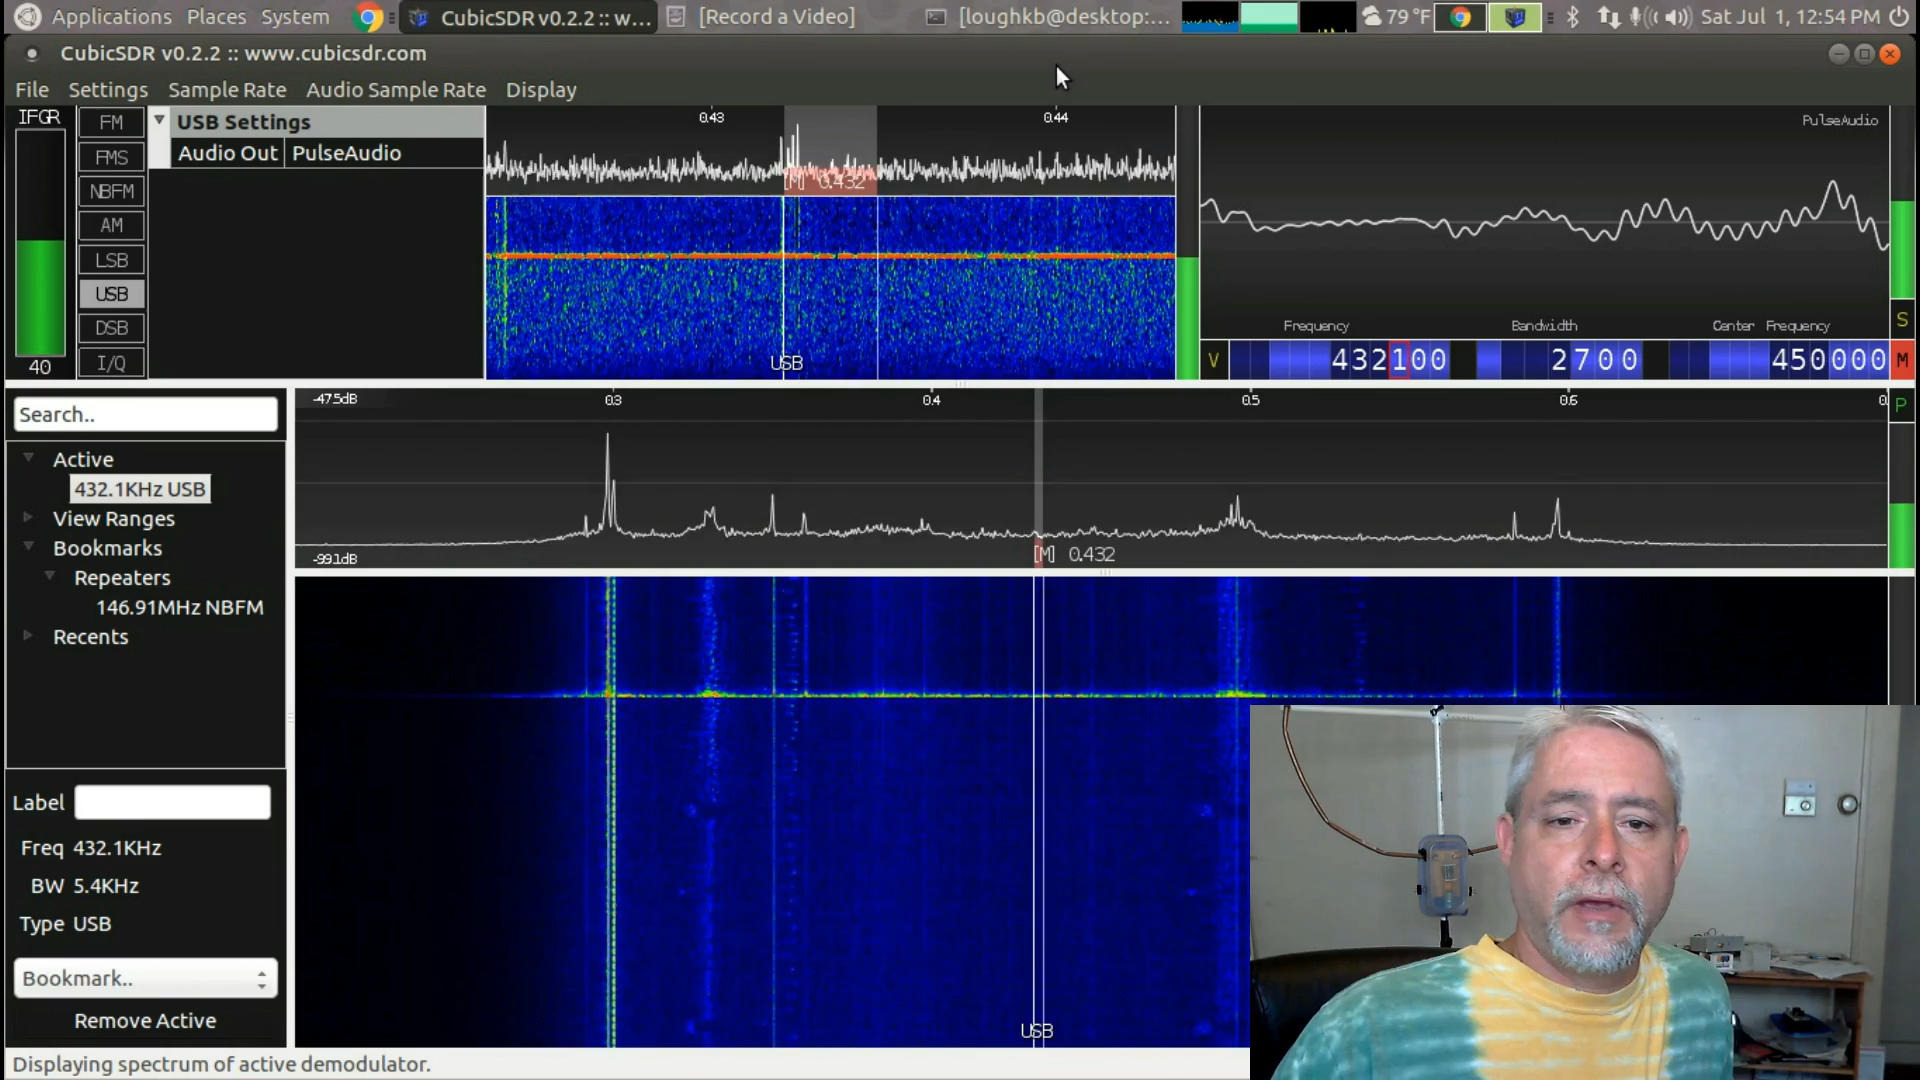 Applications Places System CubicSDR v0.2.2 :: w... [Record a Video] [loughkb@desktop:... 79 °F Sat Jul 1, 12:54 PM
CubicSDR v0.2.2 :: www.cubicsdr.com
File Settings Sample Rate Audio Sample Rate Display
IFGR
40
FM
FMS
NBFM
AM
LSB
USB
DSB
I/Q
USB Settings
Audio Out PulseAudio
0.43 0.44
[M] 0.432
USB
PulseAudio
Frequency Bandwidth Center Frequency
V 432100 2700 450000 M
S
P
Search..
Active
432.1KHz USB
View Ranges
Bookmarks
Repeaters
146.91MHz NBFM
Recents
-47.5dB 0.3 0.4 0.5 0.6 0.
-99.1dB
[M] 0.432
USB
Label
Freq 432.1KHz
BW 5.4KHz
Type USB
Bookmark..
Remove Active
Displaying spectrum of active demodulator.